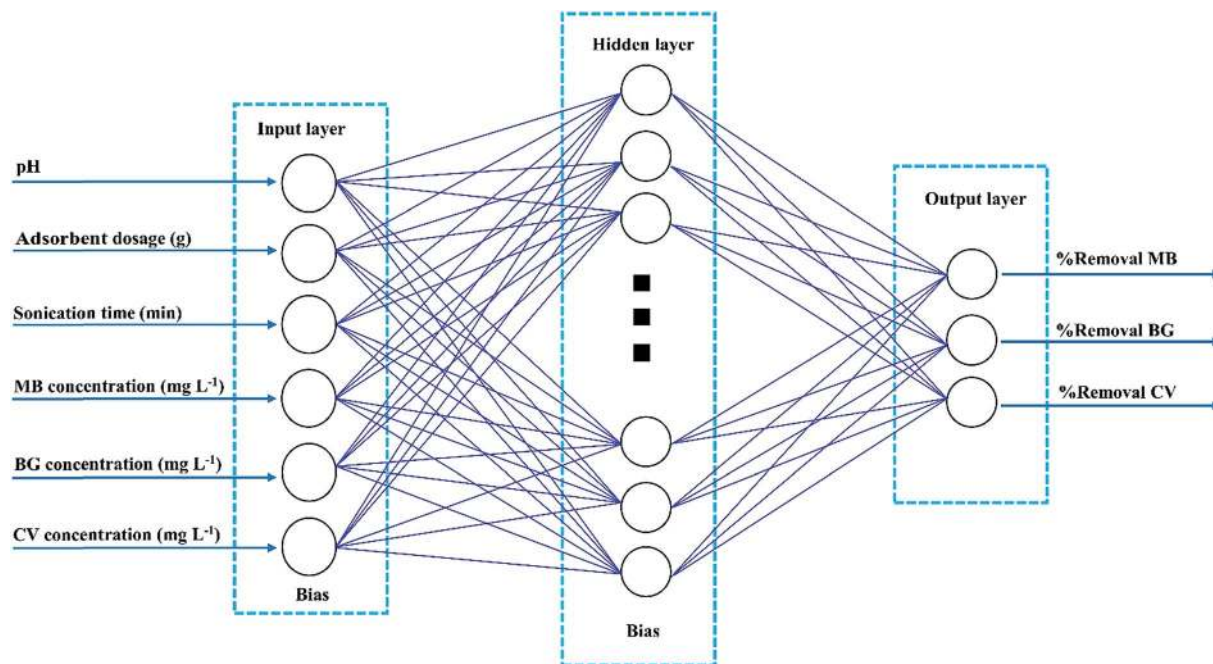 Hidden layer
Input layer
pH
Adsorbent dosage (g)
Sonication time (min)
MB concentration (mg L⁻¹)
BG concentration (mg L⁻¹)
CV concentration (mg L⁻¹)
Bias
Bias
Output layer
%Removal MB
%Removal BG
%Removal CV